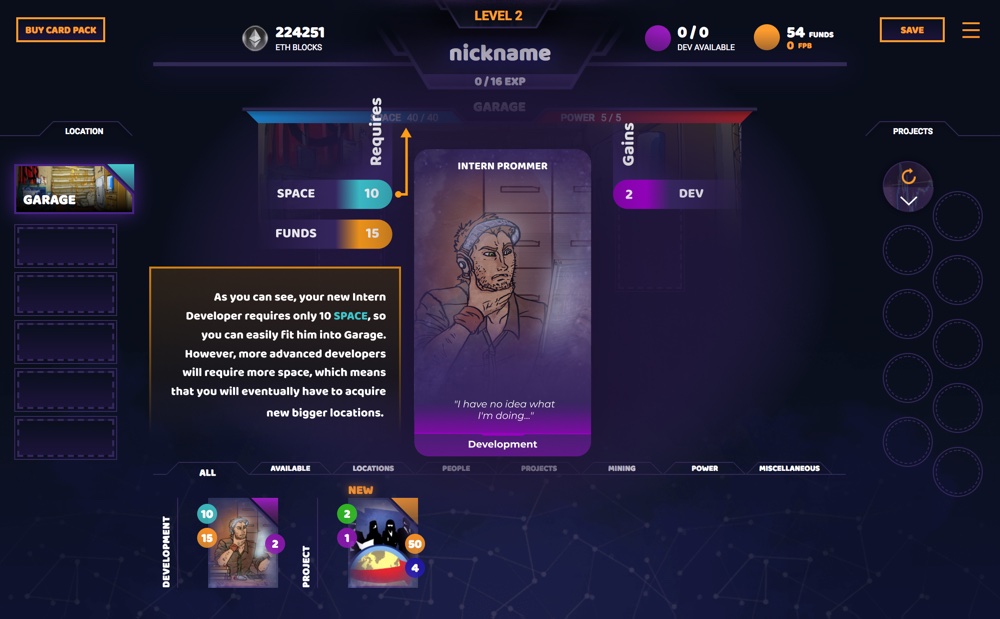 LEVEL 2
BUY CARD PACK
224251
ETH BLOCKS
nickname
0 / 0
DEV AVAILABLE
54 FUNDS
0 FPB
SAVE
0 / 16 EXP
GARAGE
SPACE 40 / 40
POWER 5 / 5
LOCATION
PROJECTS
GARAGE
Requires
SPACE 10
FUNDS 15
Gains
2 DEV
INTERN PROMMER
As you can see, your new Intern
Developer requires only 10 SPACE, so
you can easily fit him into Garage.
However, more advanced developers
will require more space, which means
that you will eventually have to acquire
new bigger locations.
"I have no idea what
I'm doing..."
Development
ALL
AVAILABLE
LOCATIONS
PEOPLE
PROJECTS
MINING
POWER
MISCELLANEOUS
DEVELOPMENT
10
15
2
PROJECT
NEW
2
1
50
4